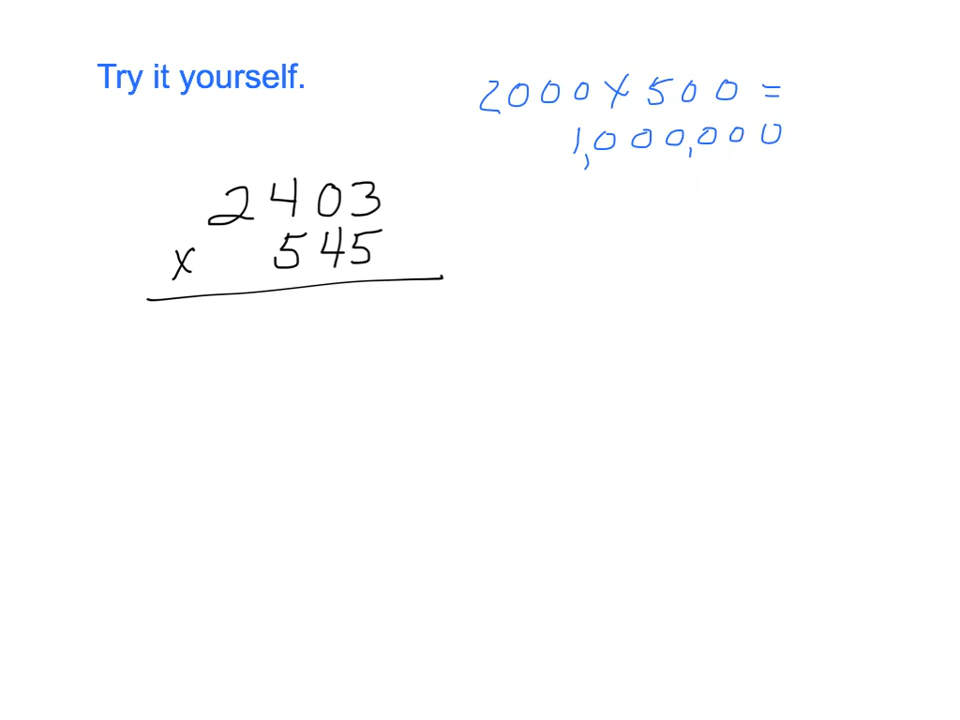 Try it yourself.
2000 x 500 =
1,000,000
2403
x 545